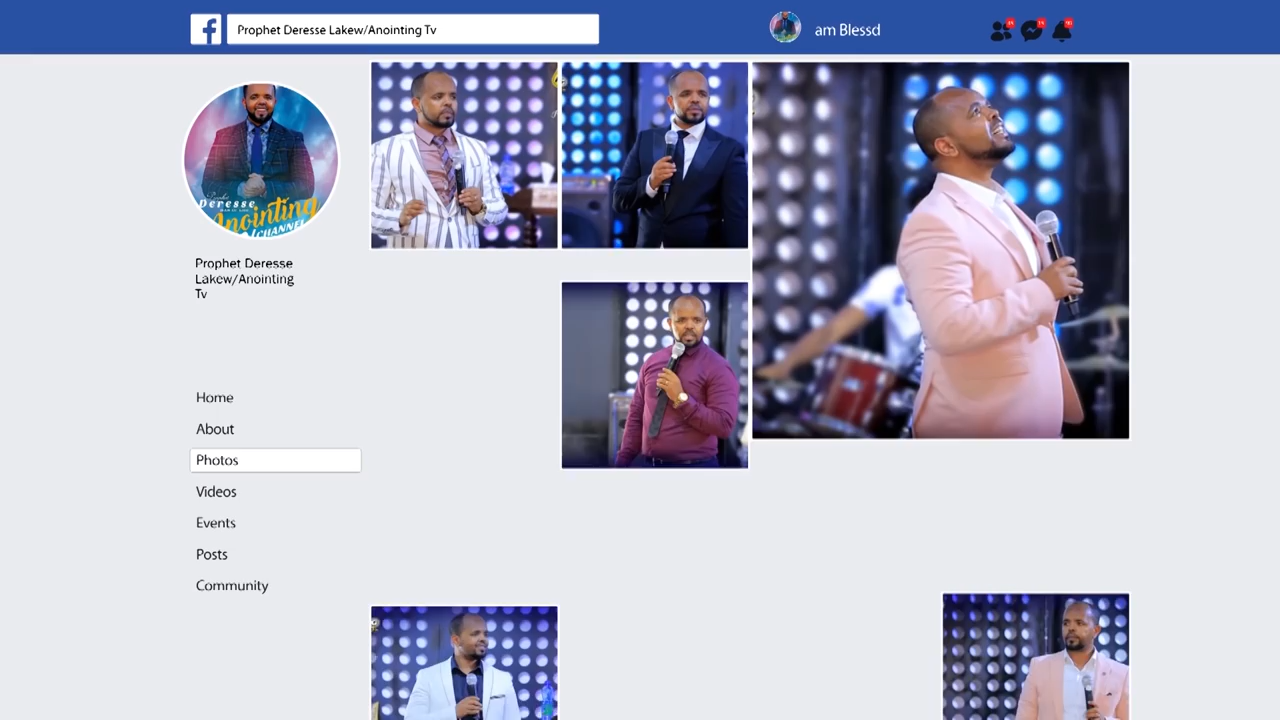 Prophet Deresse Lakew/Anointing Tv
am Blessd
Deresse
Anointing
CHANNEL
Prophet Deresse
Lakew/Anointing
Tv
Home
About
Photos
Videos
Events
Posts
Community